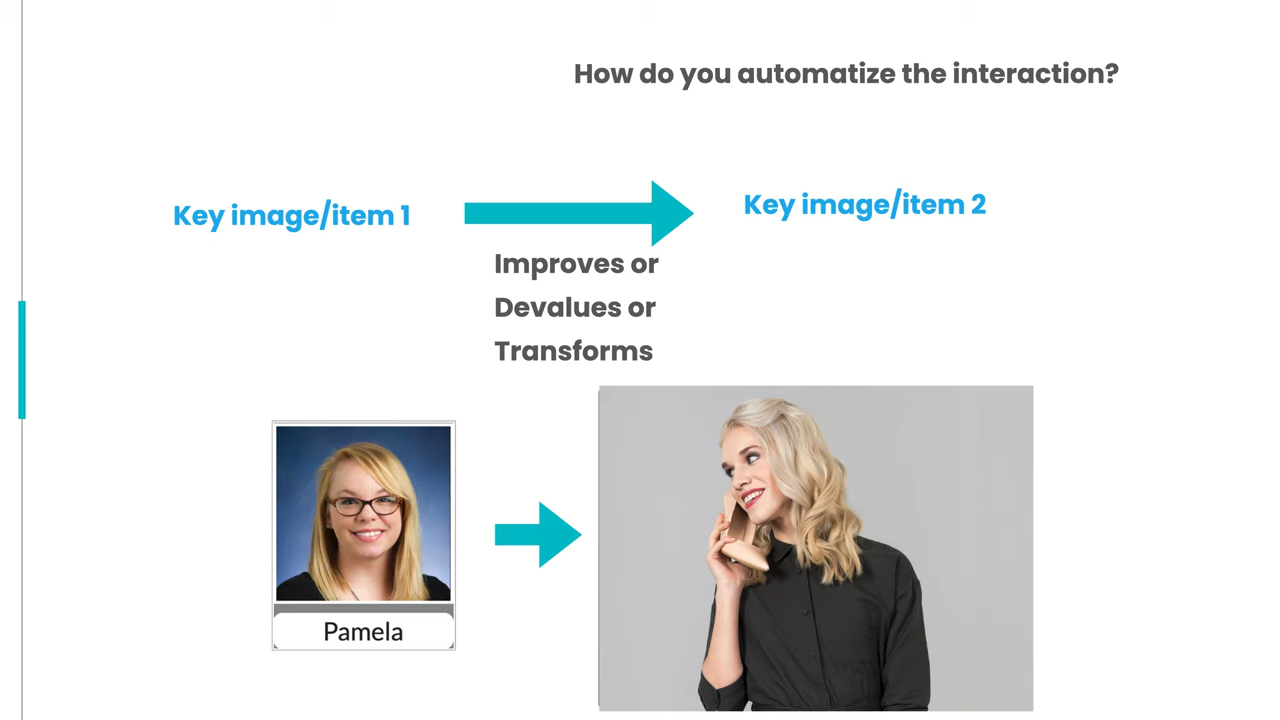 How do you automatize the interaction?
Key image/item 1
Key image/item 2
Improves or
Devalues or
Transforms
Pamela